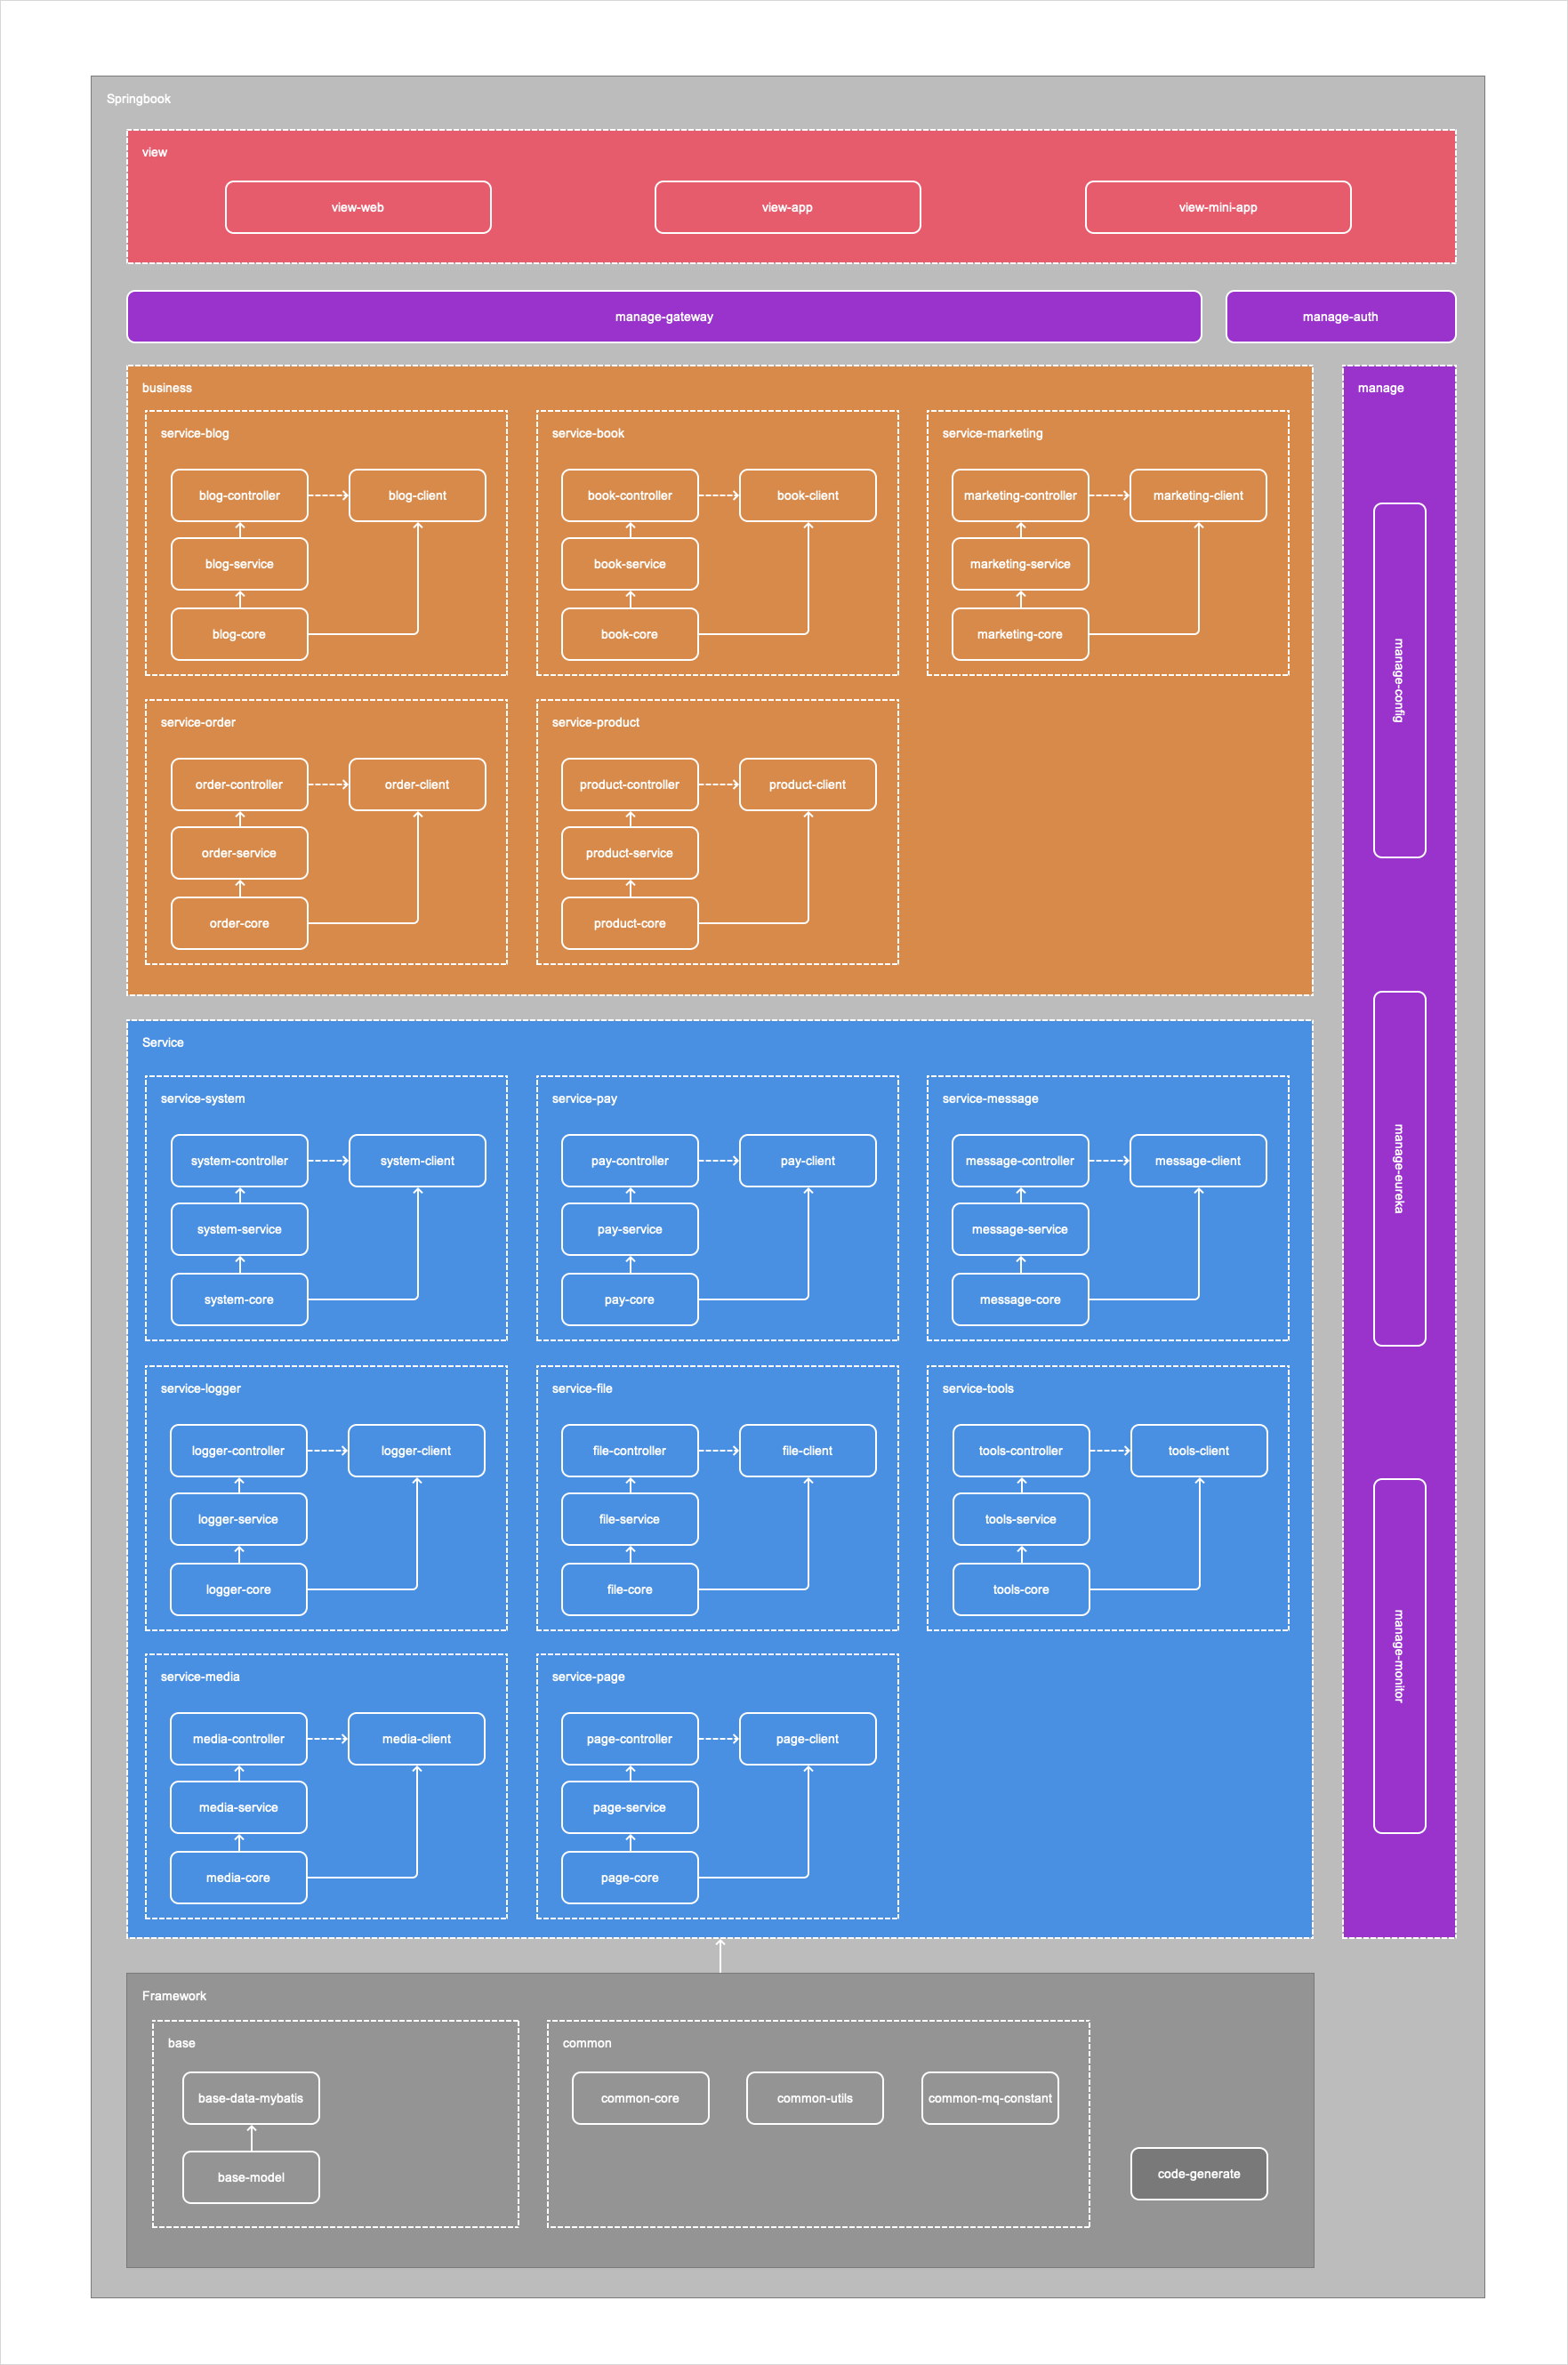 Springbook
view
view-web
view-app
view-mini-app
manage-gateway
manage-auth
business
service-blog
blog-controller
blog-client
blog-service
blog-core
service-book
book-controller
book-client
book-service
book-core
service-marketing
marketing-controller
marketing-client
marketing-service
marketing-core
service-order
order-controller
order-client
order-service
order-core
service-product
product-controller
product-client
product-service
product-core
manage
manage-config
manage-eureka
manage-monitor
Service
service-system
system-controller
system-client
system-service
system-core
service-pay
pay-controller
pay-client
pay-service
pay-core
service-message
message-controller
message-client
message-service
message-core
service-logger
logger-controller
logger-client
logger-service
logger-core
service-file
file-controller
file-client
file-service
file-core
service-tools
tools-controller
tools-client
tools-service
tools-core
service-media
media-controller
media-client
media-service
media-core
service-page
page-controller
page-client
page-service
page-core
Framework
base
base-data-mybatis
base-model
common
common-core
common-utils
common-mq-constant
code-generate